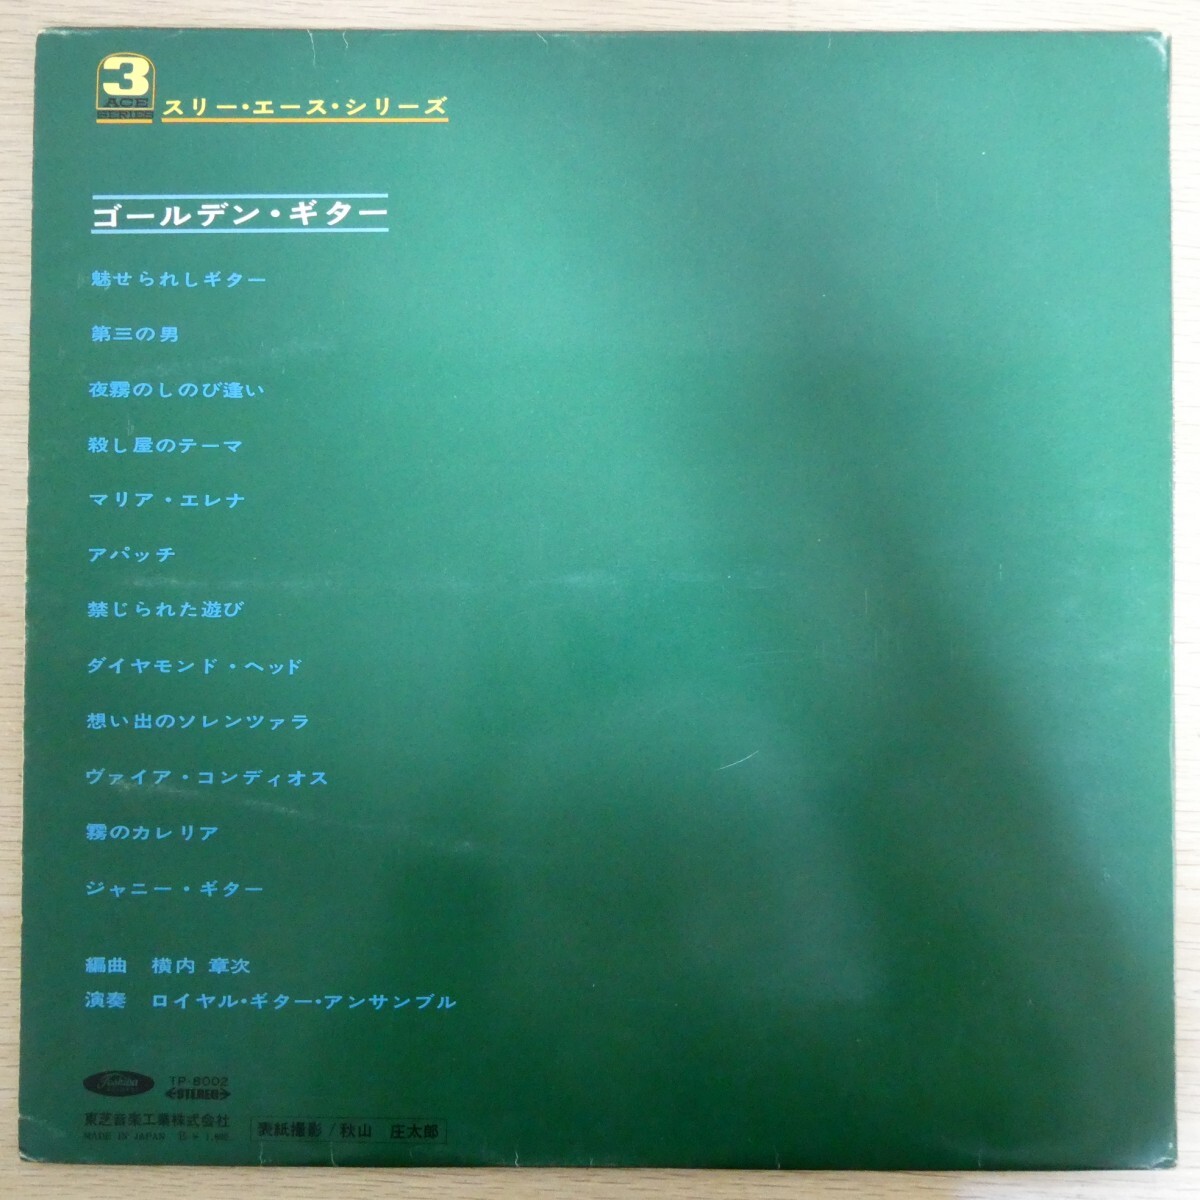 3
ACE
SERIES
スリー・エース・シリーズ
ゴールデン・ギター
魅せられしギター
第三の男
夜霧のしのび逢い
殺し屋のテーマ
マリア・エレナ
アパッチ
禁じられた遊び
ダイヤモンド・ヘッド
想い出のソレンツァラ
ヴァイア・コンディオス
霧のカレリア
ジャニー・ギター
編曲 横内 章次
演奏 ロイヤル・ギター・アンサンブル
Toshiba
TP-8002
STEREO
東芝音楽工業株式会社
MADE IN JAPAN
表紙撮影/秋山 庄太郎